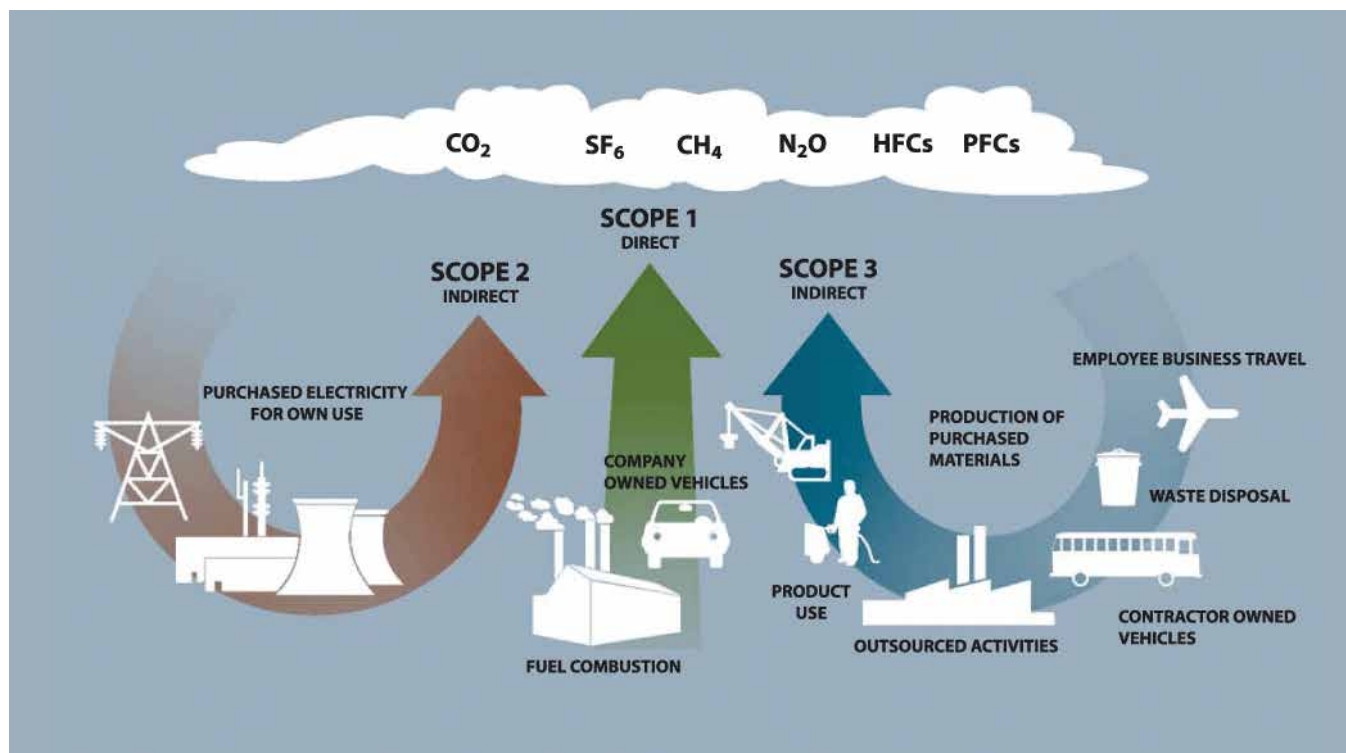 CO₂ SF₆ CH₄ N₂O HFCs PFCs
SCOPE 1
DIRECT
SCOPE 2
INDIRECT
SCOPE 3
INDIRECT
PURCHASED ELECTRICITY
FOR OWN USE
COMPANY
OWNED VEHICLES
FUEL COMBUSTION
EMPLOYEE BUSINESS TRAVEL
PRODUCTION OF
PURCHASED
MATERIALS
WASTE DISPOSAL
PRODUCT
USE
OUTSOURCED ACTIVITIES
CONTRACTOR OWNED
VEHICLES